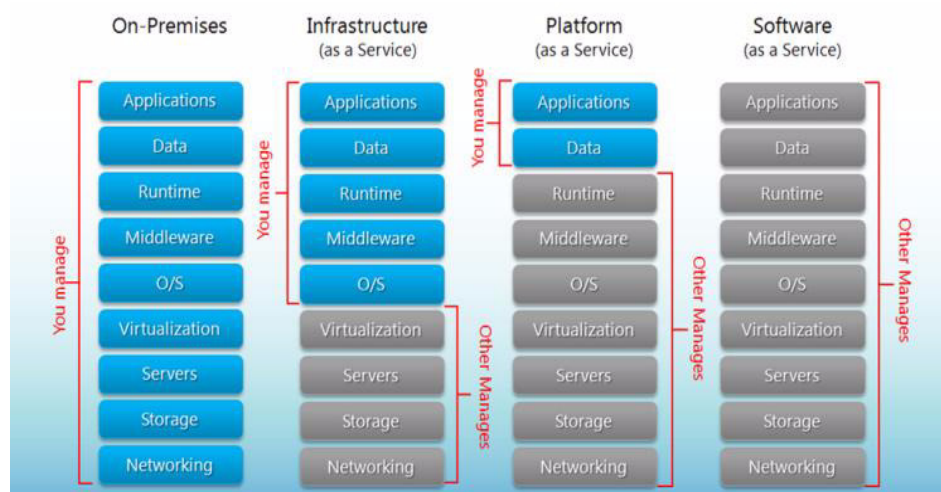 On-Premises
Infrastructure
(as a Service)
Platform
(as a Service)
Software
(as a Service)
You manage
Applications
Data
Runtime
Middleware
O/S
Virtualization
Servers
Storage
Networking
You manage
Applications
Data
Runtime
Middleware
O/S
Virtualization
Servers
Storage
Networking
Other Manages
You manage
Applications
Data
Runtime
Middleware
O/S
Virtualization
Servers
Storage
Networking
Other Manages
Applications
Data
Runtime
Middleware
O/S
Virtualization
Servers
Storage
Networking
Other Manages